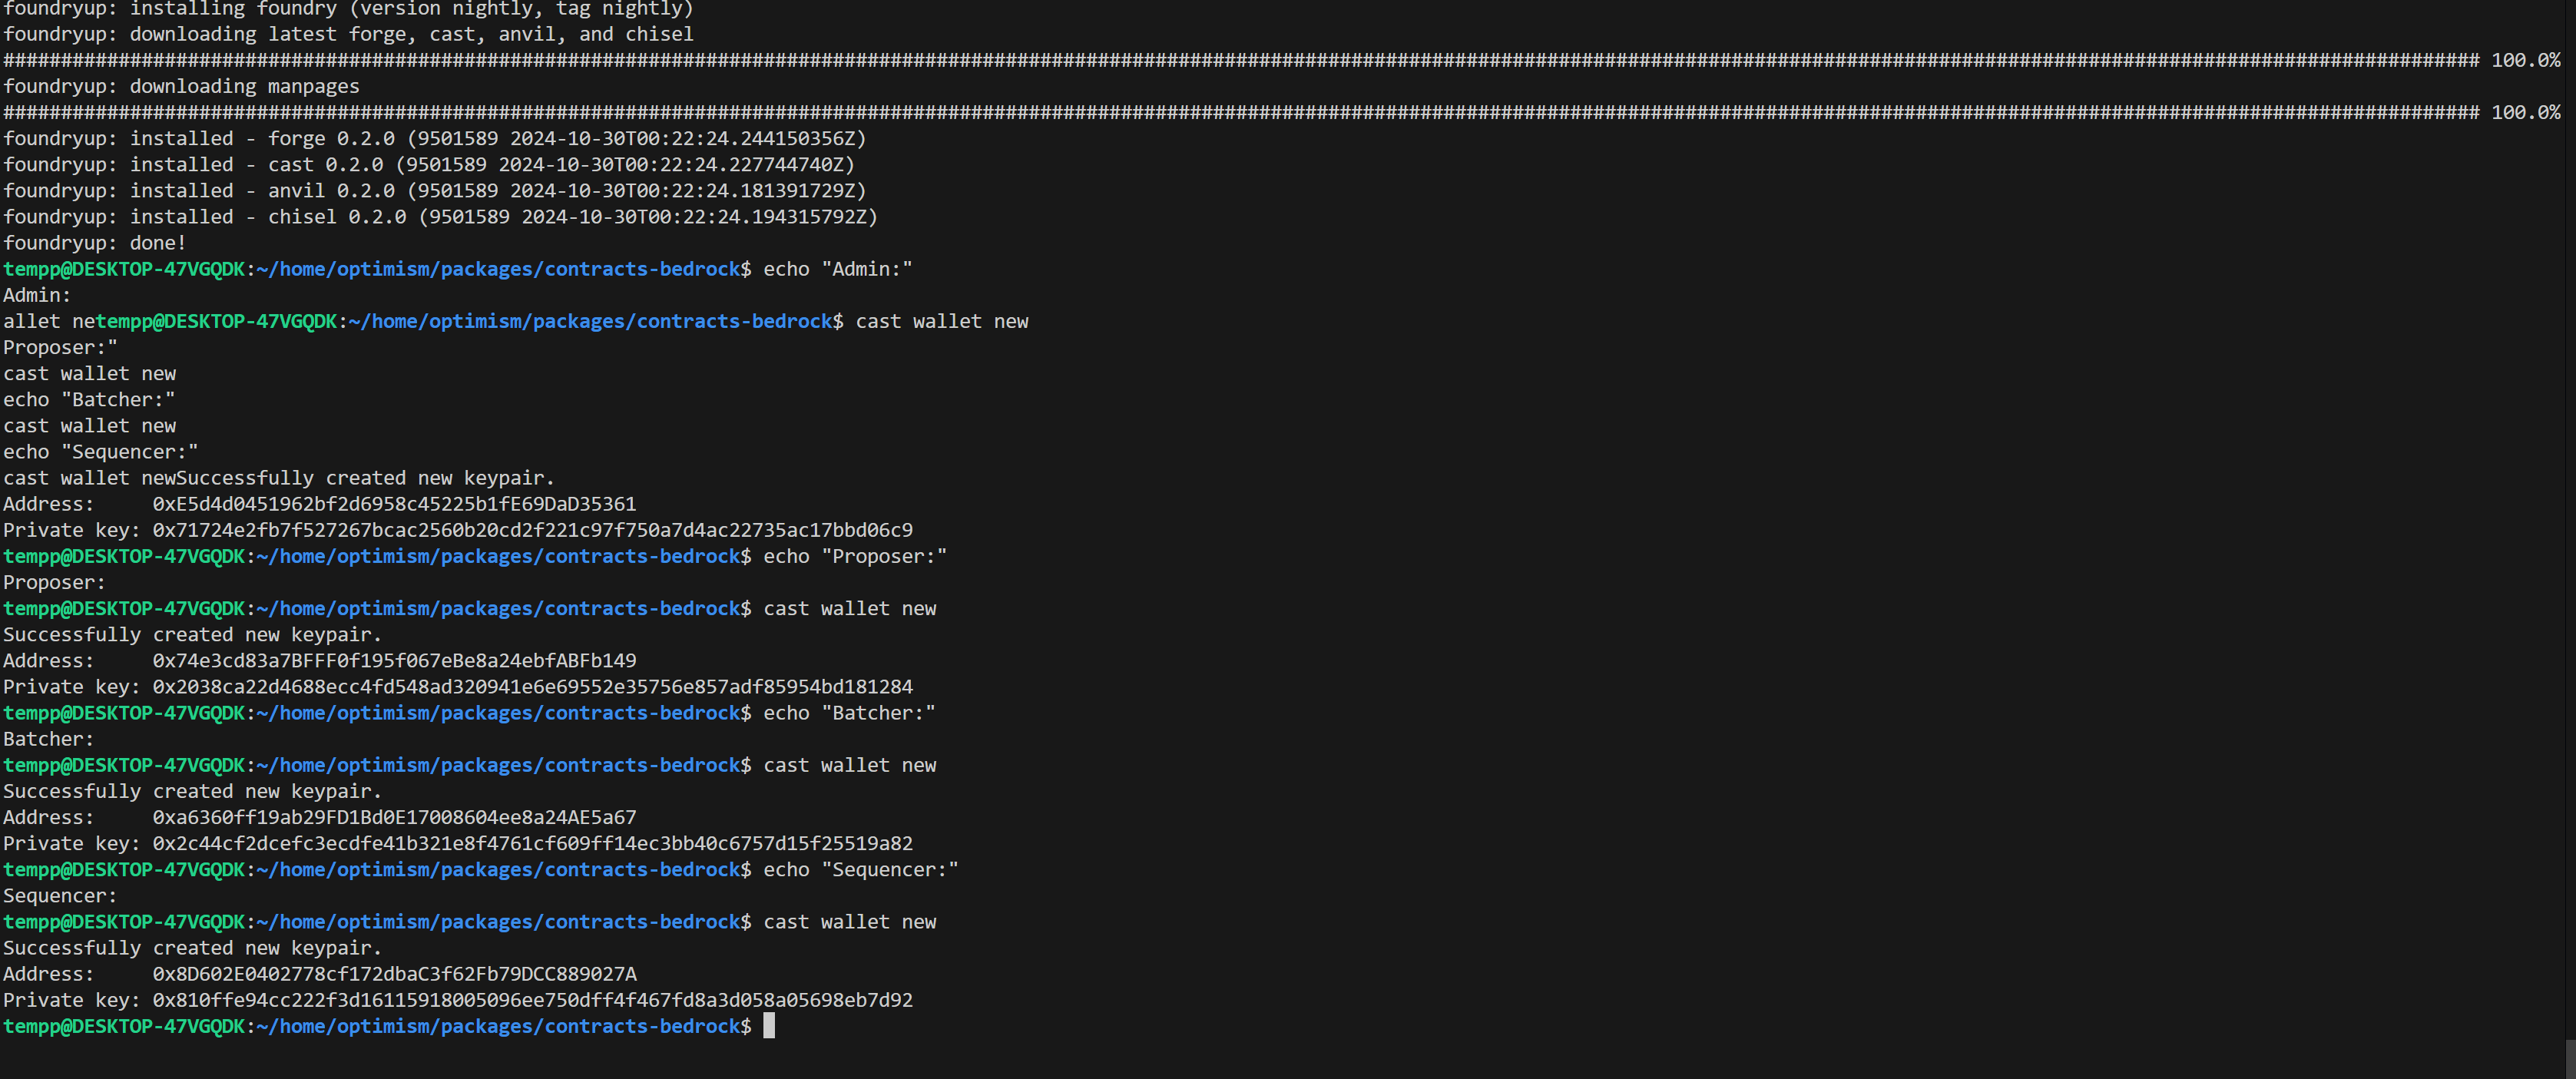 foundryup: installing foundry (version nightly, tag nightly)
foundryup: downloading latest forge, cast, anvil, and chisel
######################################################################## 100.0%
foundryup: downloading manpages
######################################################################## 100.0%
foundryup: installed - forge 0.2.0 (9501589 2024-10-30T00:22:24.244150356Z)
foundryup: installed - cast 0.2.0 (9501589 2024-10-30T00:22:24.227744740Z)
foundryup: installed - anvil 0.2.0 (9501589 2024-10-30T00:22:24.181391729Z)
foundryup: installed - chisel 0.2.0 (9501589 2024-10-30T00:22:24.194315792Z)
foundryup: done!
tempp@DESKTOP-47VGQDK:~/home/optimism/packages/contracts-bedrock$ echo "Admin:"
Admin:
allet netempp@DESKTOP-47VGQDK:~/home/optimism/packages/contracts-bedrock$ cast wallet new
Proposer:"
cast wallet new
echo "Batcher:"
cast wallet new
echo "Sequencer:"
cast wallet newSuccessfully created new keypair.
Address:     0xE5d4d0451962bf2d6958c45225b1fE69DaD35361
Private key: 0x71724e2fb7f527267bcac2560b20cd2f221c97f750a7d4ac22735ac17bbd06c9
tempp@DESKTOP-47VGQDK:~/home/optimism/packages/contracts-bedrock$ echo "Proposer:"
Proposer:
tempp@DESKTOP-47VGQDK:~/home/optimism/packages/contracts-bedrock$ cast wallet new
Successfully created new keypair.
Address:     0x74e3cd83a7BFFF0f195f067eBe8a24ebfABFb149
Private key: 0x2038ca22d4688ecc4fd548ad320941e6e69552e35756e857adf85954bd181284
tempp@DESKTOP-47VGQDK:~/home/optimism/packages/contracts-bedrock$ echo "Batcher:"
Batcher:
tempp@DESKTOP-47VGQDK:~/home/optimism/packages/contracts-bedrock$ cast wallet new
Successfully created new keypair.
Address:     0xa6360ff19ab29FD1Bd0E17008604ee8a24AE5a67
Private key: 0x2c44cf2dcefc3ecdfe41b321e8f4761cf609ff14ec3bb40c6757d15f25519a82
tempp@DESKTOP-47VGQDK:~/home/optimism/packages/contracts-bedrock$ echo "Sequencer:"
Sequencer:
tempp@DESKTOP-47VGQDK:~/home/optimism/packages/contracts-bedrock$ cast wallet new
Successfully created new keypair.
Address:     0x8D602E0402778cf172dbaC3f62Fb79DCC889027A
Private key: 0x810ffe94cc222f3d16115918005096ee750dff4f467fd8a3d058a05698eb7d92
tempp@DESKTOP-47VGQDK:~/home/optimism/packages/contracts-bedrock$